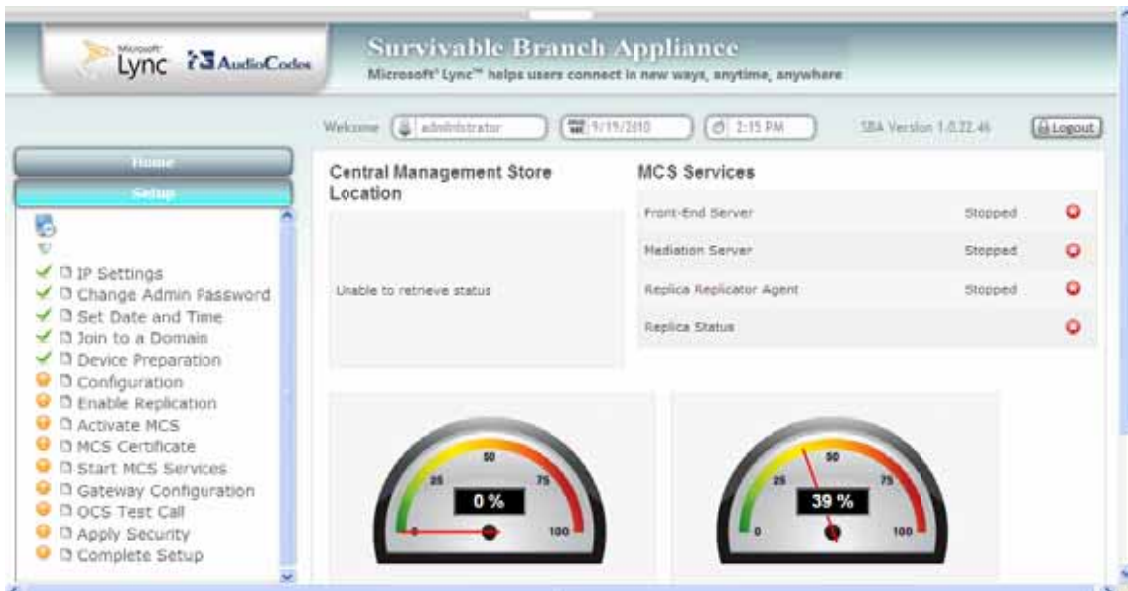 Microsoft
Lync
AudioCodes
Survivable Branch Appliance
Microsoft® Lync™ helps users connect in new ways, anytime, anywhere
Welcome
administrator
9/19/2010
2:15 PM
SBA Version 1.0.22.46
Logout
Home
Setup
IP Settings
Change Admin Password
Set Date and Time
Join to a Domain
Device Preparation
Configuration
Enable Replication
Activate MCS
MCS Certificate
Start MCS Services
Gateway Configuration
OCS Test Call
Apply Security
Complete Setup
Central Management Store
Location
Unable to retrieve status
MCS Services
Front-End Server Stopped
Mediation Server Stopped
Replica Replicator Agent Stopped
Replica Status
0 25 50 75 100
0 %
0 25 50 75 100
39 %